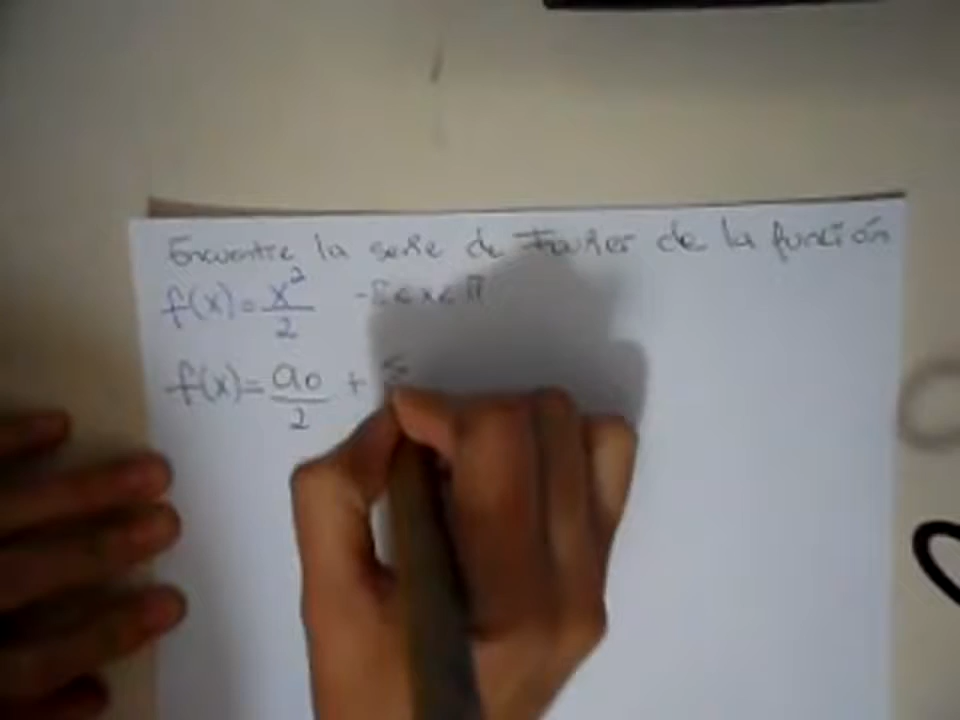 Encuentre la serie de Fourier de la función
f(x)=x²/2 -π<x<π
f(x)=a₀/2 + Σ